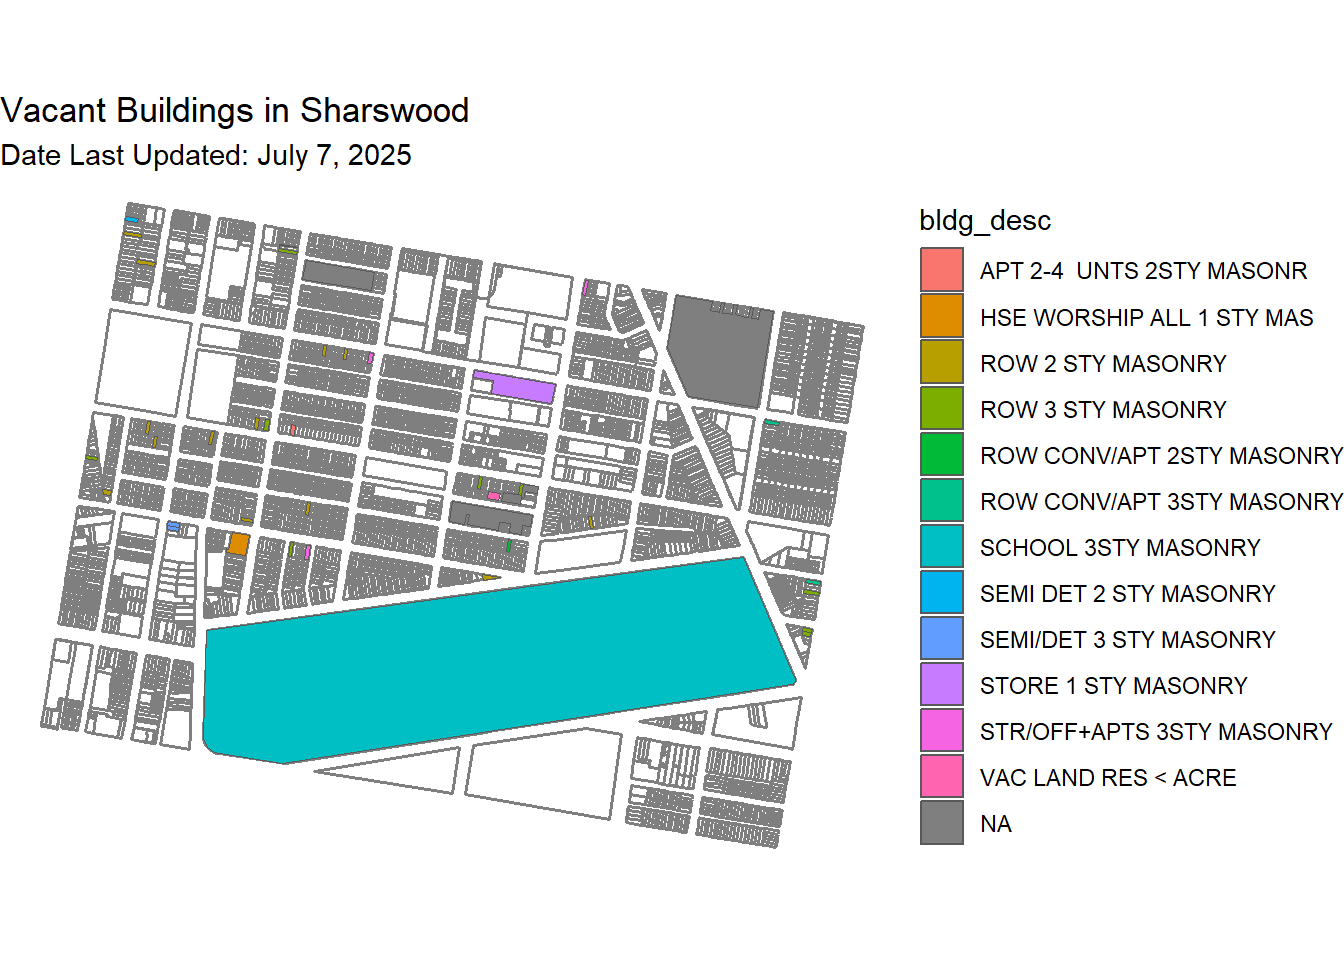 Vacant Buildings in Sharswood
Date Last Updated: July 7, 2025
bldg_desc
APT 2-4  UNTS 2STY MASONR
HSE WORSHIP ALL 1 STY MAS
ROW 2 STY MASONRY
ROW 3 STY MASONRY
ROW CONV/APT 2STY MASONRY
ROW CONV/APT 3STY MASONRY
SCHOOL 3STY MASONRY
SEMI DET 2 STY MASONRY
SEMI/DET 3 STY MASONRY
STORE 1 STY MASONRY
STR/OFF+APTS 3STY MASONRY
VAC LAND RES < ACRE
NA